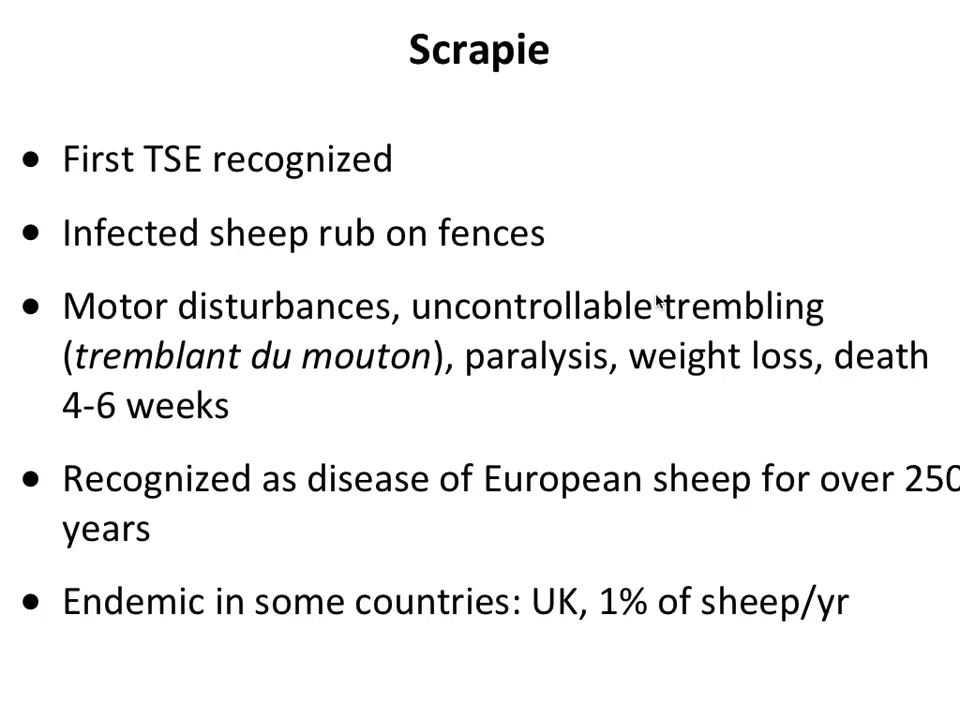 Scrapie
• First TSE recognized
• Infected sheep rub on fences
• Motor disturbances, uncontrollable trembling
(tremblant du mouton), paralysis, weight loss, death
4-6 weeks
• Recognized as disease of European sheep for over 250
years
• Endemic in some countries: UK, 1% of sheep/yr